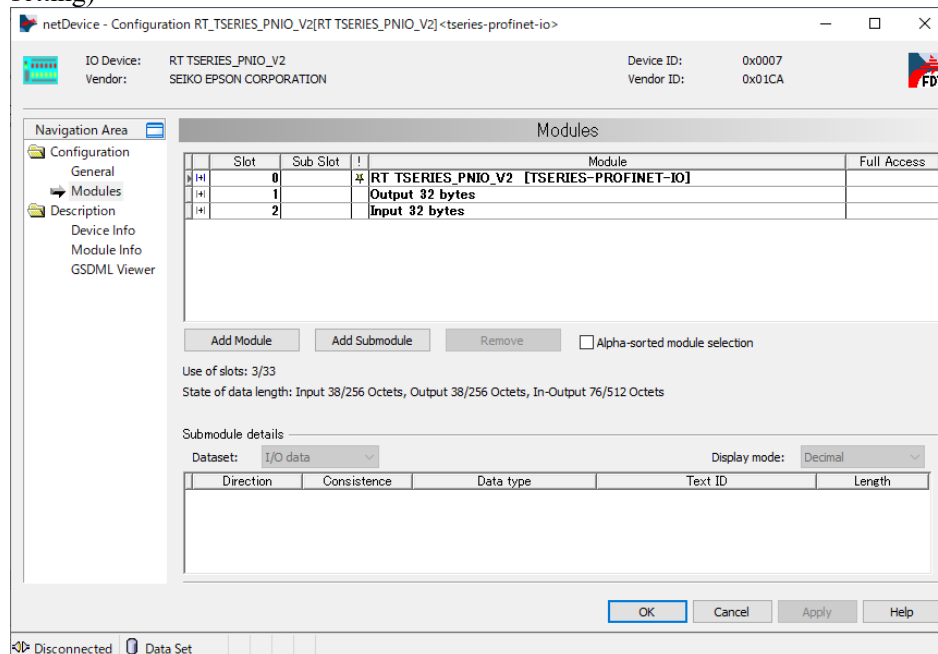 setting)
netDevice - Configuration RT_TSERIES_PNIO_V2[RT TSERIES_PNIO_V2]<tseries-profinet-io>
IO Device: RT TSERIES_PNIO_V2 Device ID: 0x0007
Vendor: SEIKO EPSON CORPORATION Vendor ID: 0x01CA
FDT
Navigation Area
Configuration
General
Modules
Description
Device Info
Module Info
GSDML Viewer
Modules
Slot Sub Slot ! Module Full Access
0 RT TSERIES_PNIO_V2 [TSERIES-PROFINET-IO]
1 Output 32 bytes
2 Input 32 bytes
Add Module Add Submodule Remove Alpha-sorted module selection
Use of slots: 3/33
State of data length: Input 38/256 Octets, Output 38/256 Octets, In-Output 76/512 Octets
Submodule details
Dataset: I/O data Display mode: Decimal
Direction Consistence Data type Text ID Length
OK Cancel Apply Help
Disconnected Data Set